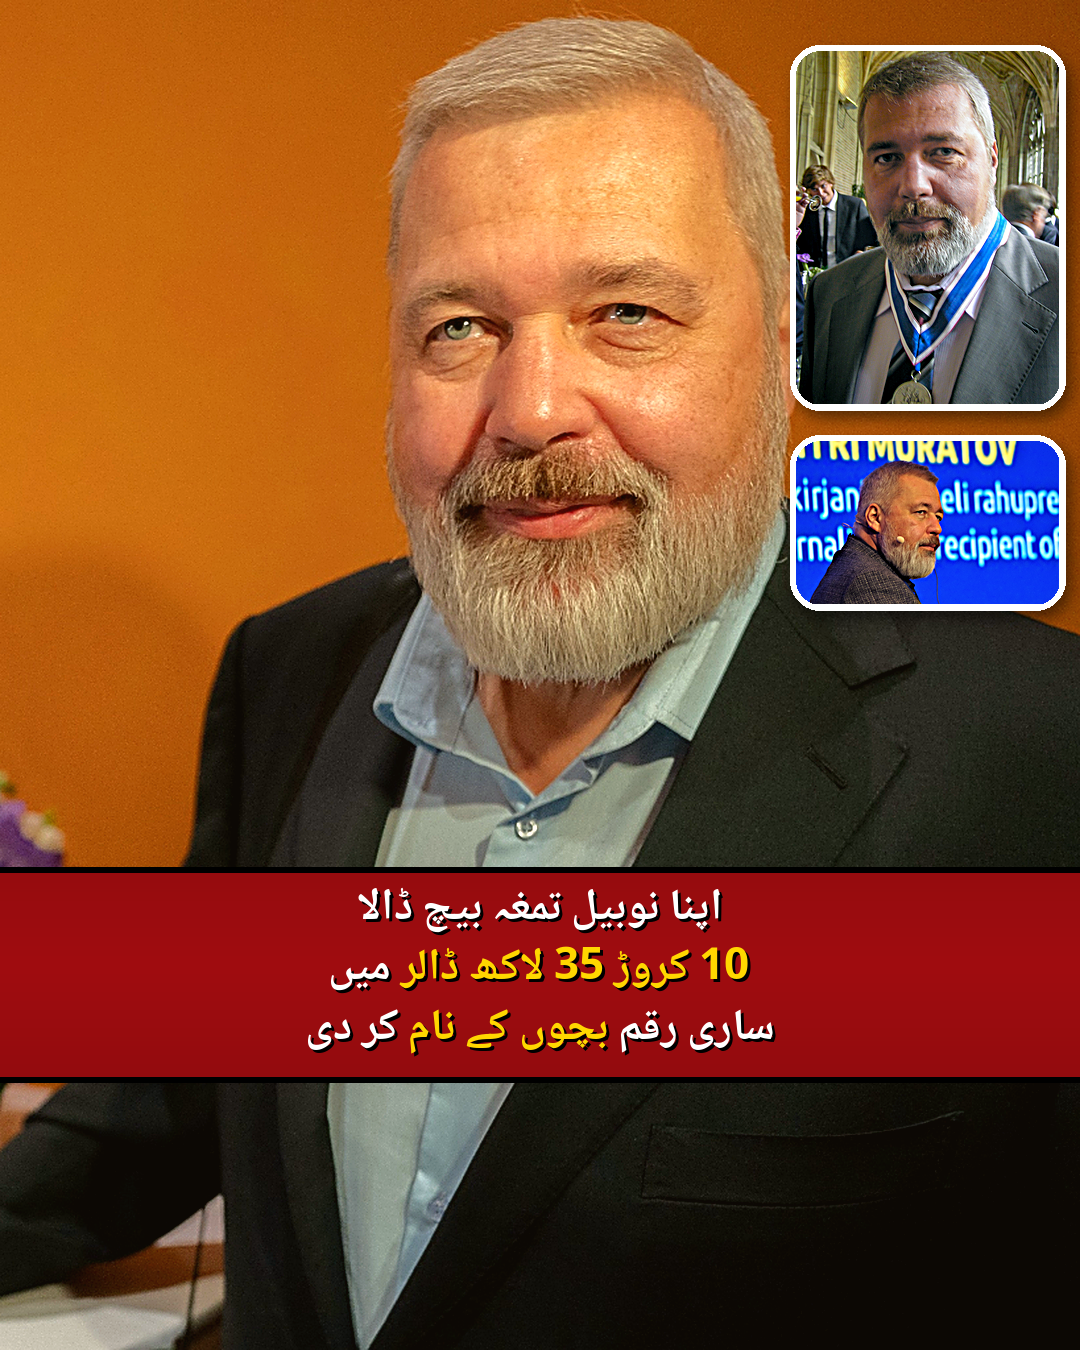 TRI MURATOV
kirjan eli rahupre
rnali recipient of
اپنا نوبیل تمغہ بیچ ڈالا
10 کروڑ 35 لاکھ ڈالر میں
ساری رقم بچوں کے نام کر دی